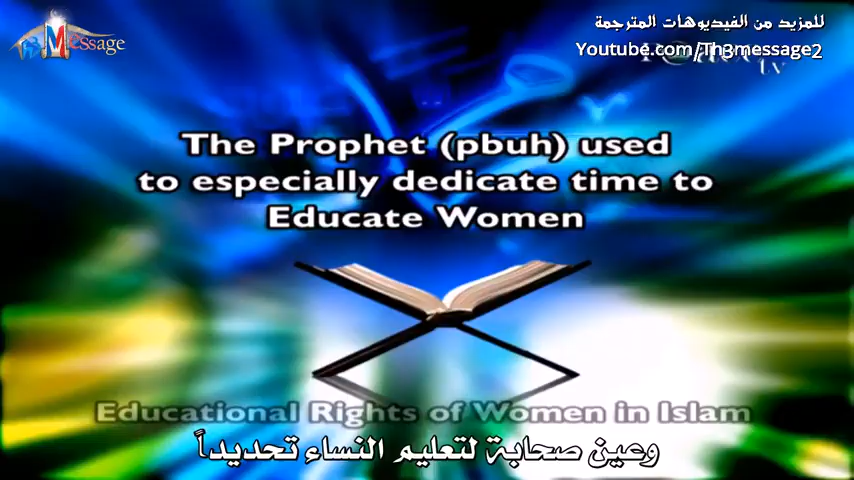 Message
للمزيد من الفيديوهات المترجمة
Youtube.com/Th3message2
tv
The Prophet (pbuh) used
to especially dedicate time to
Educate Women
Educational Rights of Women in Islam
وعين صحابة لتعليم النساء تحديداً